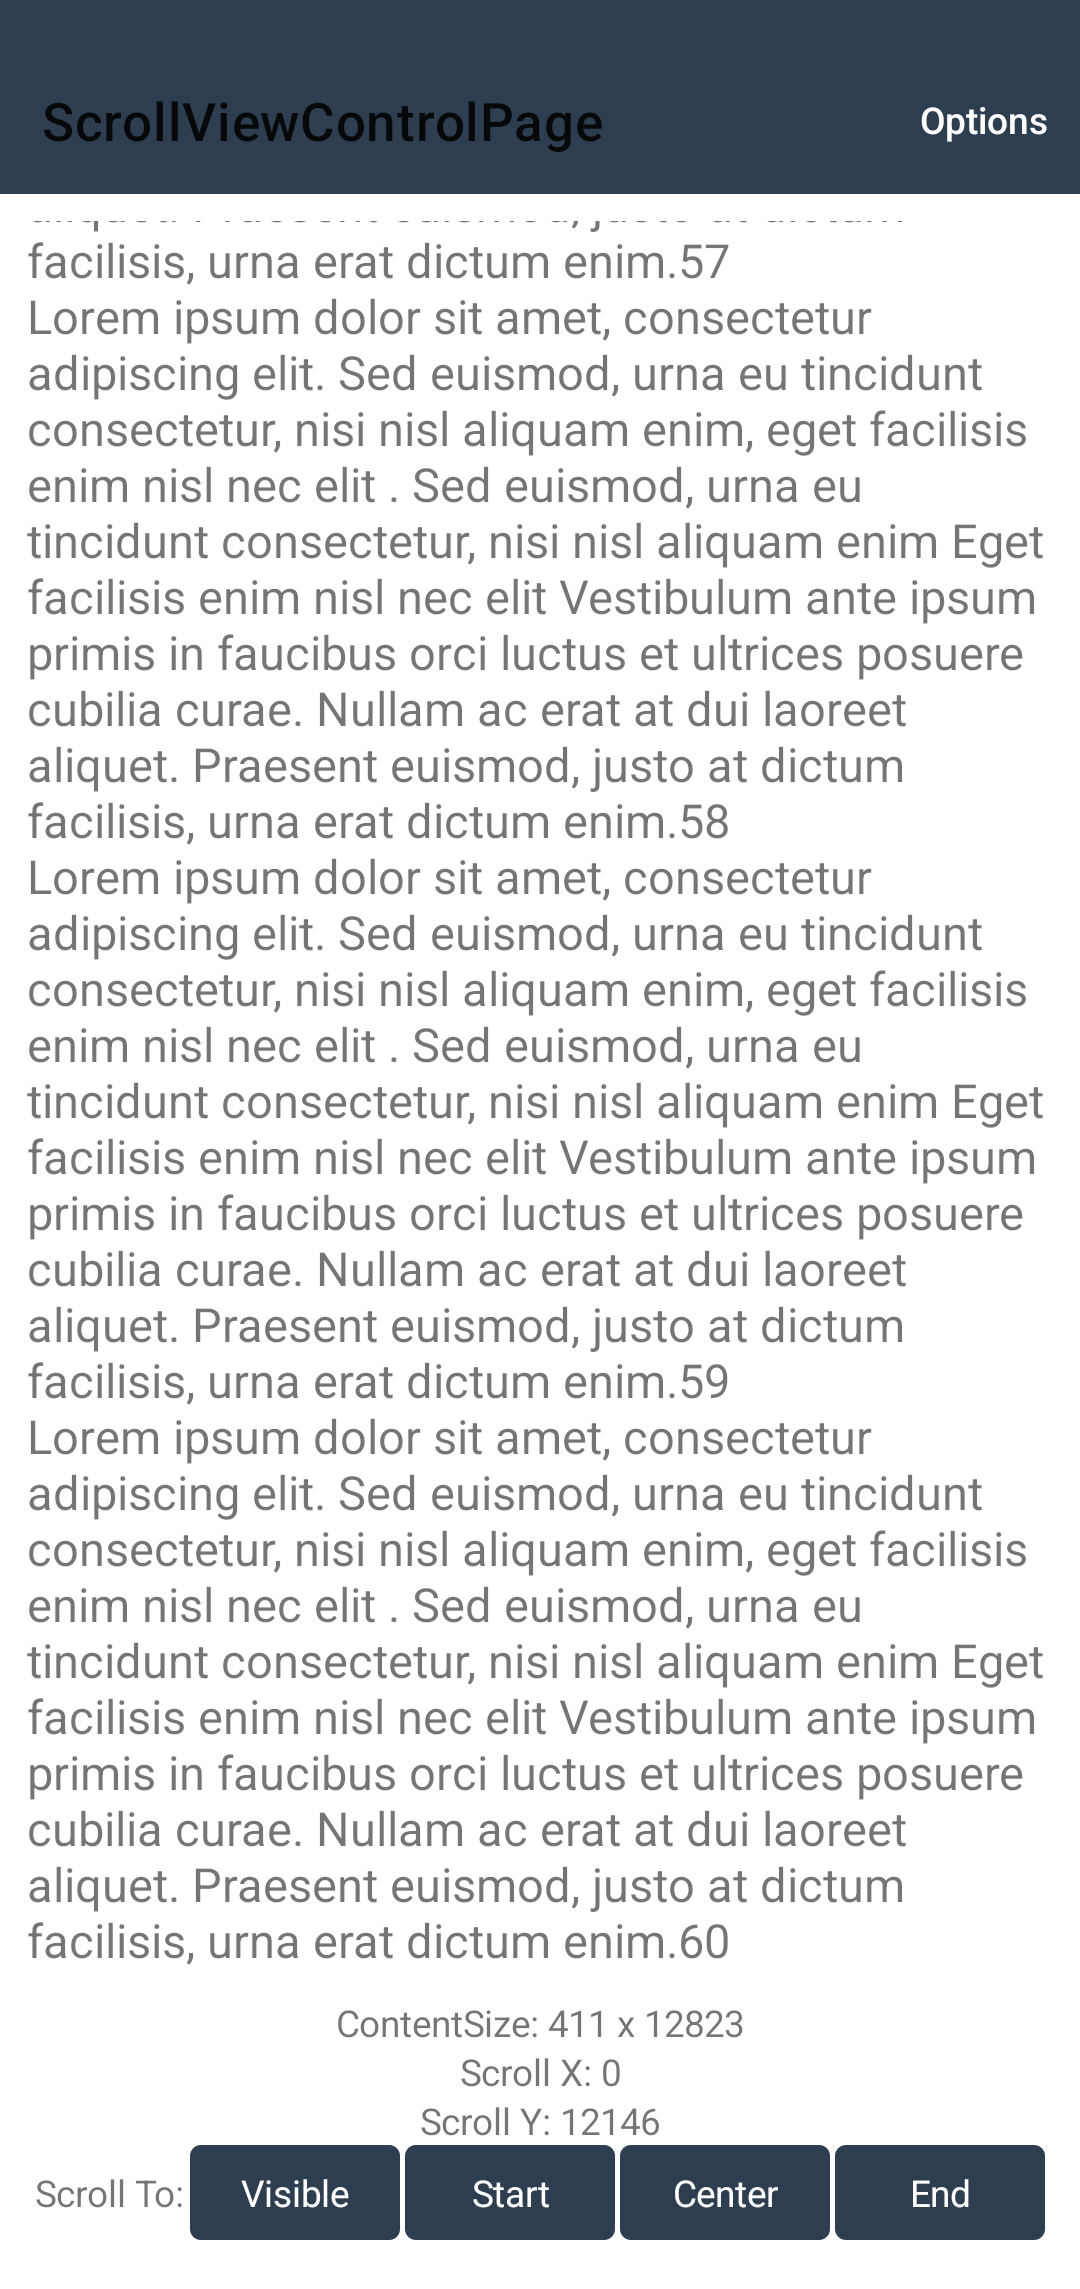 ScrollViewControlPage
Options
aliquet. Praesent euismod, justo at dictum
facilisis, urna erat dictum enim.57
Lorem ipsum dolor sit amet, consectetur
adipiscing elit. Sed euismod, urna eu tincidunt
consectetur, nisi nisl aliquam enim, eget facilisis
enim nisl nec elit . Sed euismod, urna eu
tincidunt consectetur, nisi nisl aliquam enim Eget
facilisis enim nisl nec elit Vestibulum ante ipsum
primis in faucibus orci luctus et ultrices posuere
cubilia curae. Nullam ac erat at dui laoreet
aliquet. Praesent euismod, justo at dictum
facilisis, urna erat dictum enim.58
Lorem ipsum dolor sit amet, consectetur
adipiscing elit. Sed euismod, urna eu tincidunt
consectetur, nisi nisl aliquam enim, eget facilisis
enim nisl nec elit . Sed euismod, urna eu
tincidunt consectetur, nisi nisl aliquam enim Eget
facilisis enim nisl nec elit Vestibulum ante ipsum
primis in faucibus orci luctus et ultrices posuere
cubilia curae. Nullam ac erat at dui laoreet
aliquet. Praesent euismod, justo at dictum
facilisis, urna erat dictum enim.59
Lorem ipsum dolor sit amet, consectetur
adipiscing elit. Sed euismod, urna eu tincidunt
consectetur, nisi nisl aliquam enim, eget facilisis
enim nisl nec elit . Sed euismod, urna eu
tincidunt consectetur, nisi nisl aliquam enim Eget
facilisis enim nisl nec elit Vestibulum ante ipsum
primis in faucibus orci luctus et ultrices posuere
cubilia curae. Nullam ac erat at dui laoreet
aliquet. Praesent euismod, justo at dictum
facilisis, urna erat dictum enim.60
ContentSize: 411 x 12823
Scroll X: 0
Scroll Y: 12146
Scroll To: Visible Start Center End